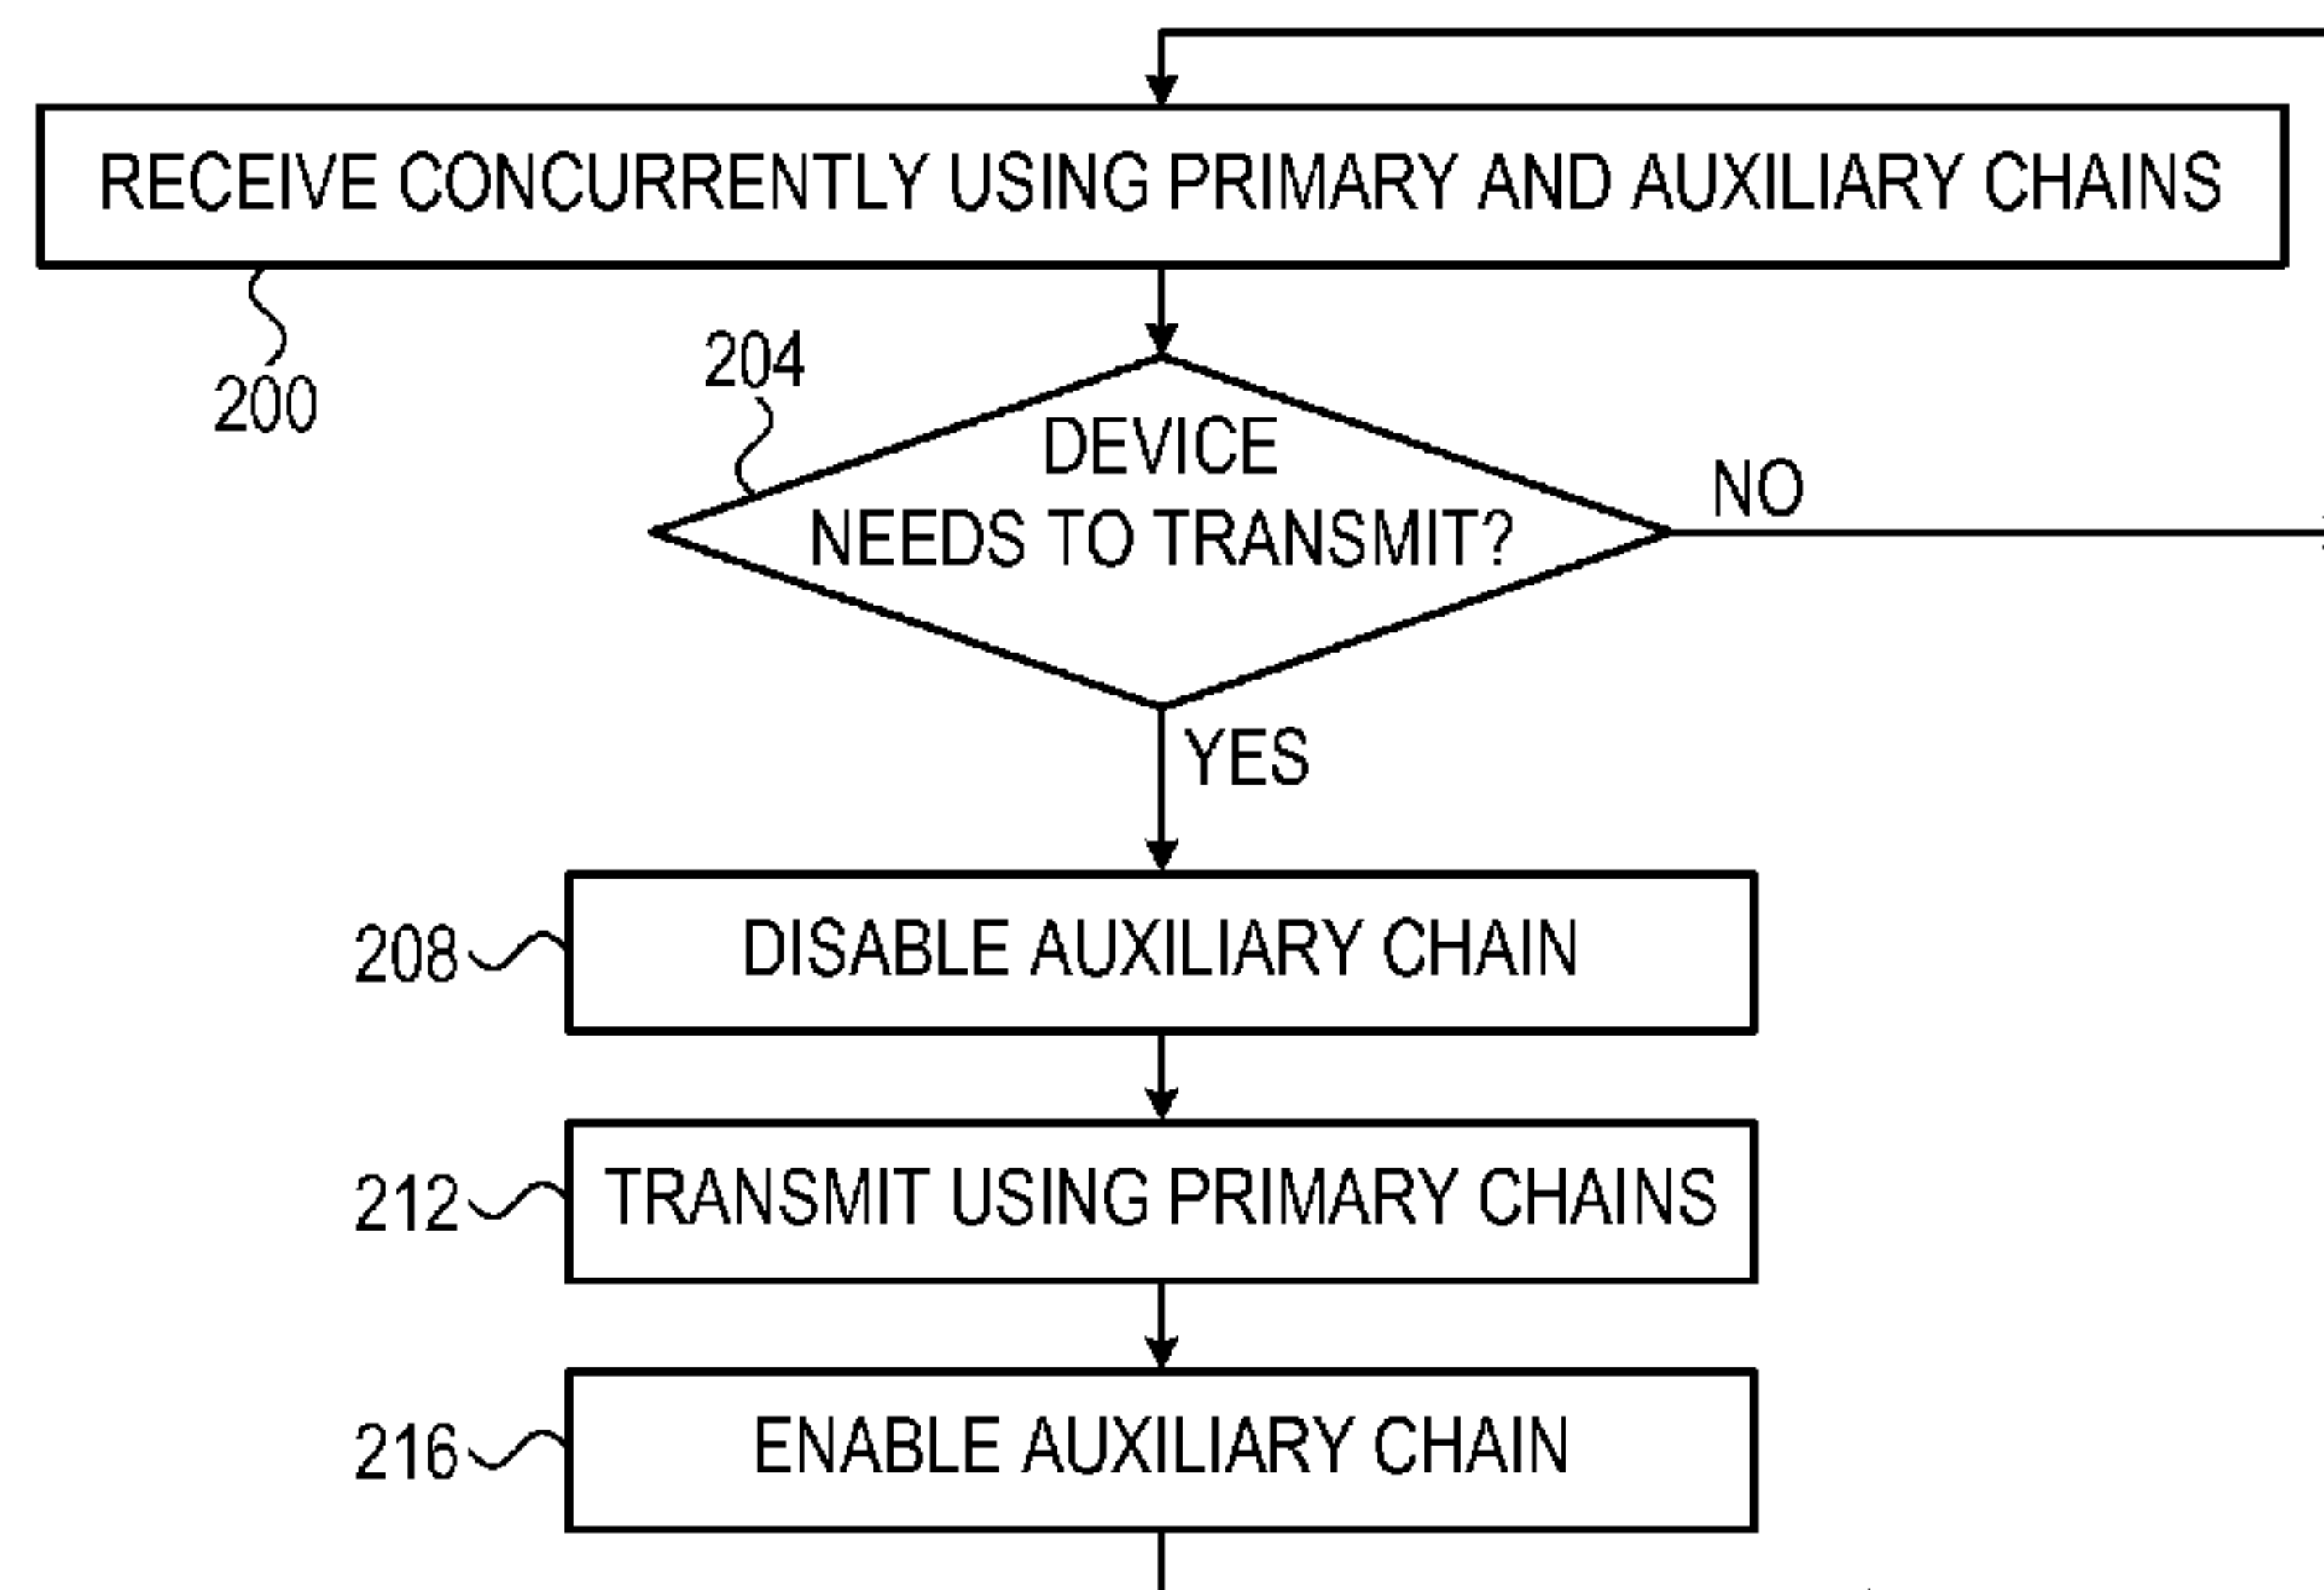 RECEIVE CONCURRENTLY USING PRIMARY AND AUXILIARY CHAINS
200
204
DEVICE
NEEDS TO TRANSMIT?
NO
YES
208
DISABLE AUXILIARY CHAIN
212
TRANSMIT USING PRIMARY CHAINS
216
ENABLE AUXILIARY CHAIN